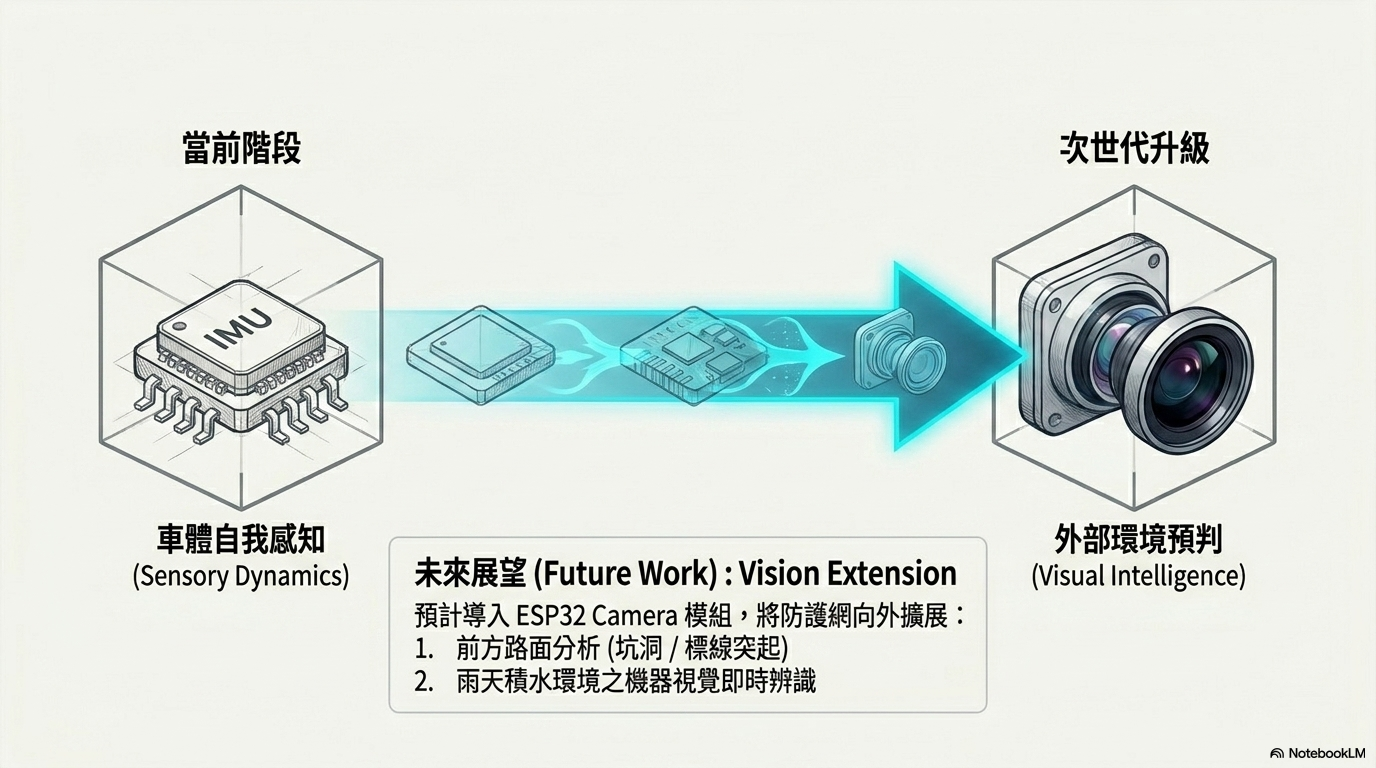 當前階段
次世代升級
IMU
車體自我感知
(Sensory Dynamics)
外部環境預判
(Visual Intelligence)
未來展望 (Future Work) : Vision Extension
預計導入 ESP32 Camera 模組，將防護網向外擴展：
1. 前方路面分析 (坑洞 / 標線突起)
2. 雨天積水環境之機器視覺即時辨識
NotebookLM